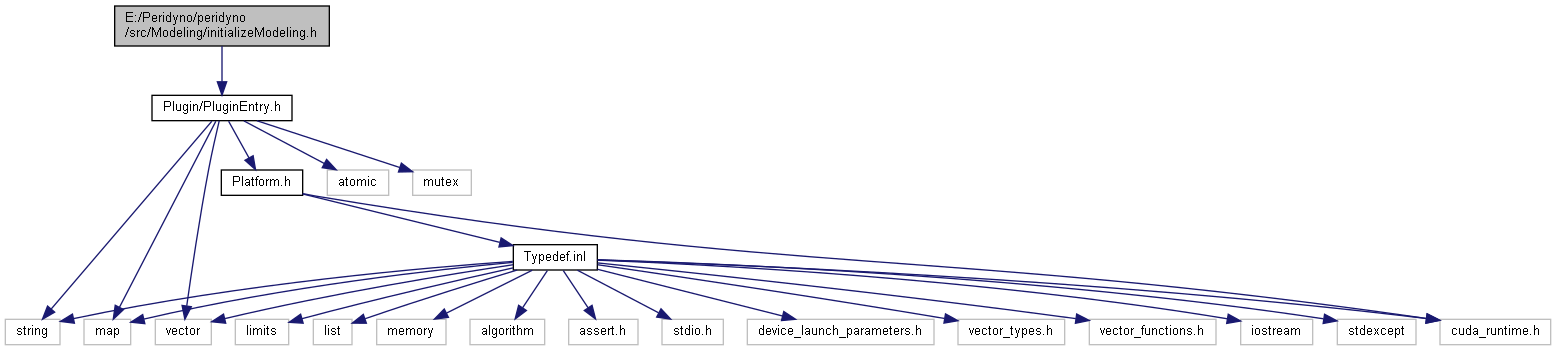 E:/Peridyno/peridyno
/src/Modeling/initializeModeling.h
Plugin/PluginEntry.h
Platform.h
atomic
mutex
Typedef.inl
string
map
vector
limits
list
memory
algorithm
assert.h
stdio.h
device_launch_parameters.h
vector_types.h
vector_functions.h
iostream
stdexcept
cuda_runtime.h